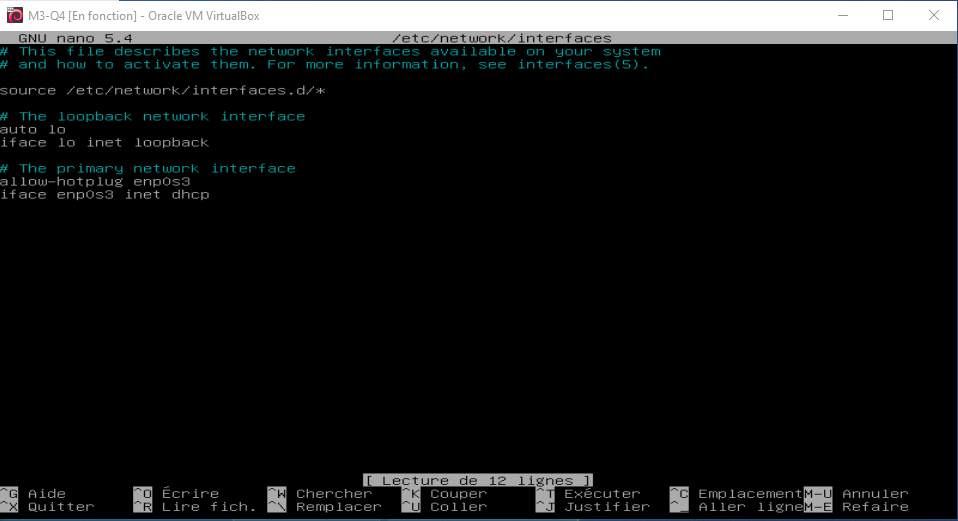 M3-Q4 [En fonction] - Oracle VM VirtualBox
GNU nano 5.4 /etc/network/interfaces
# This file describes the network interfaces available on your system
# and how to activate them. For more information, see interfaces(5).
source /etc/network/interfaces.d/*
# The loopback network interface
auto lo
iface lo inet loopback
# The primary network interface
allow-hotplug enp0s3
iface enp0s3 inet dhcp
[ Lecture de 12 lignes ]
^G Aide ^O Écrire ^W Chercher ^K Couper ^T Exécuter ^C Emplacement M-U Annuler
^X Quitter ^R Lire fich. ^\ Remplacer ^U Coller ^J Justifier ^_ Aller ligne M-E Refaire